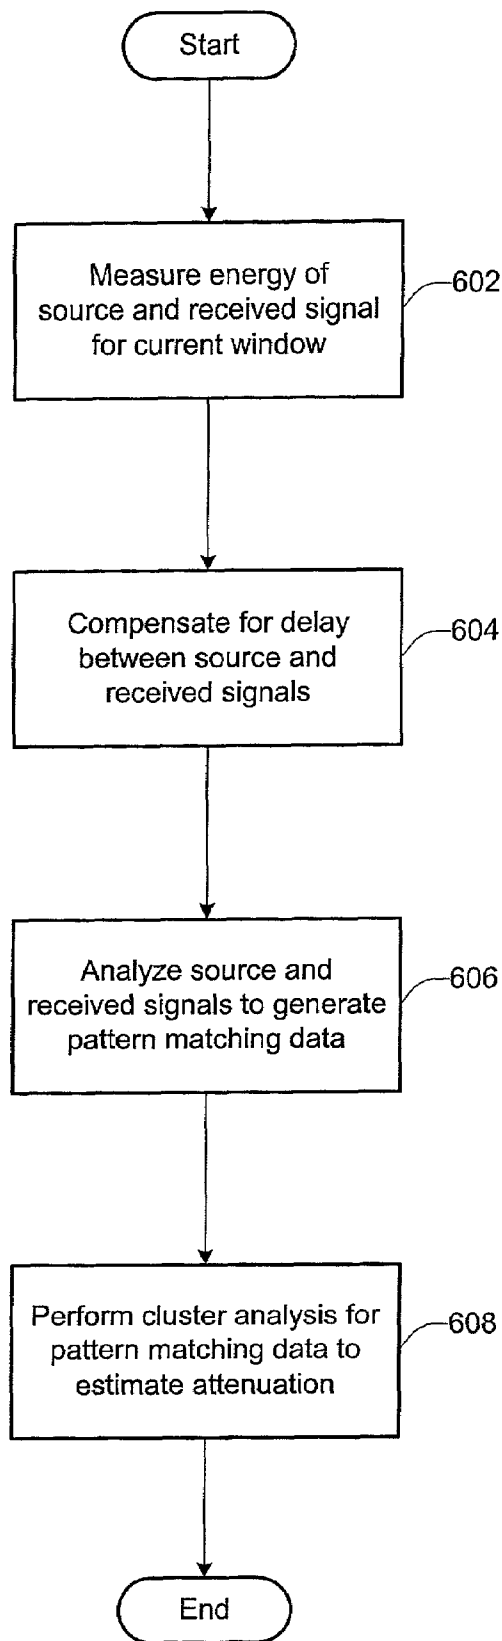 Start
Measure energy of
source and received signal
for current window
602
Compensate for delay
between source and
received signals
604
Analyze source and
received signals to generate
pattern matching data
606
Perform cluster analysis for
pattern matching data to
estimate attenuation
608
End